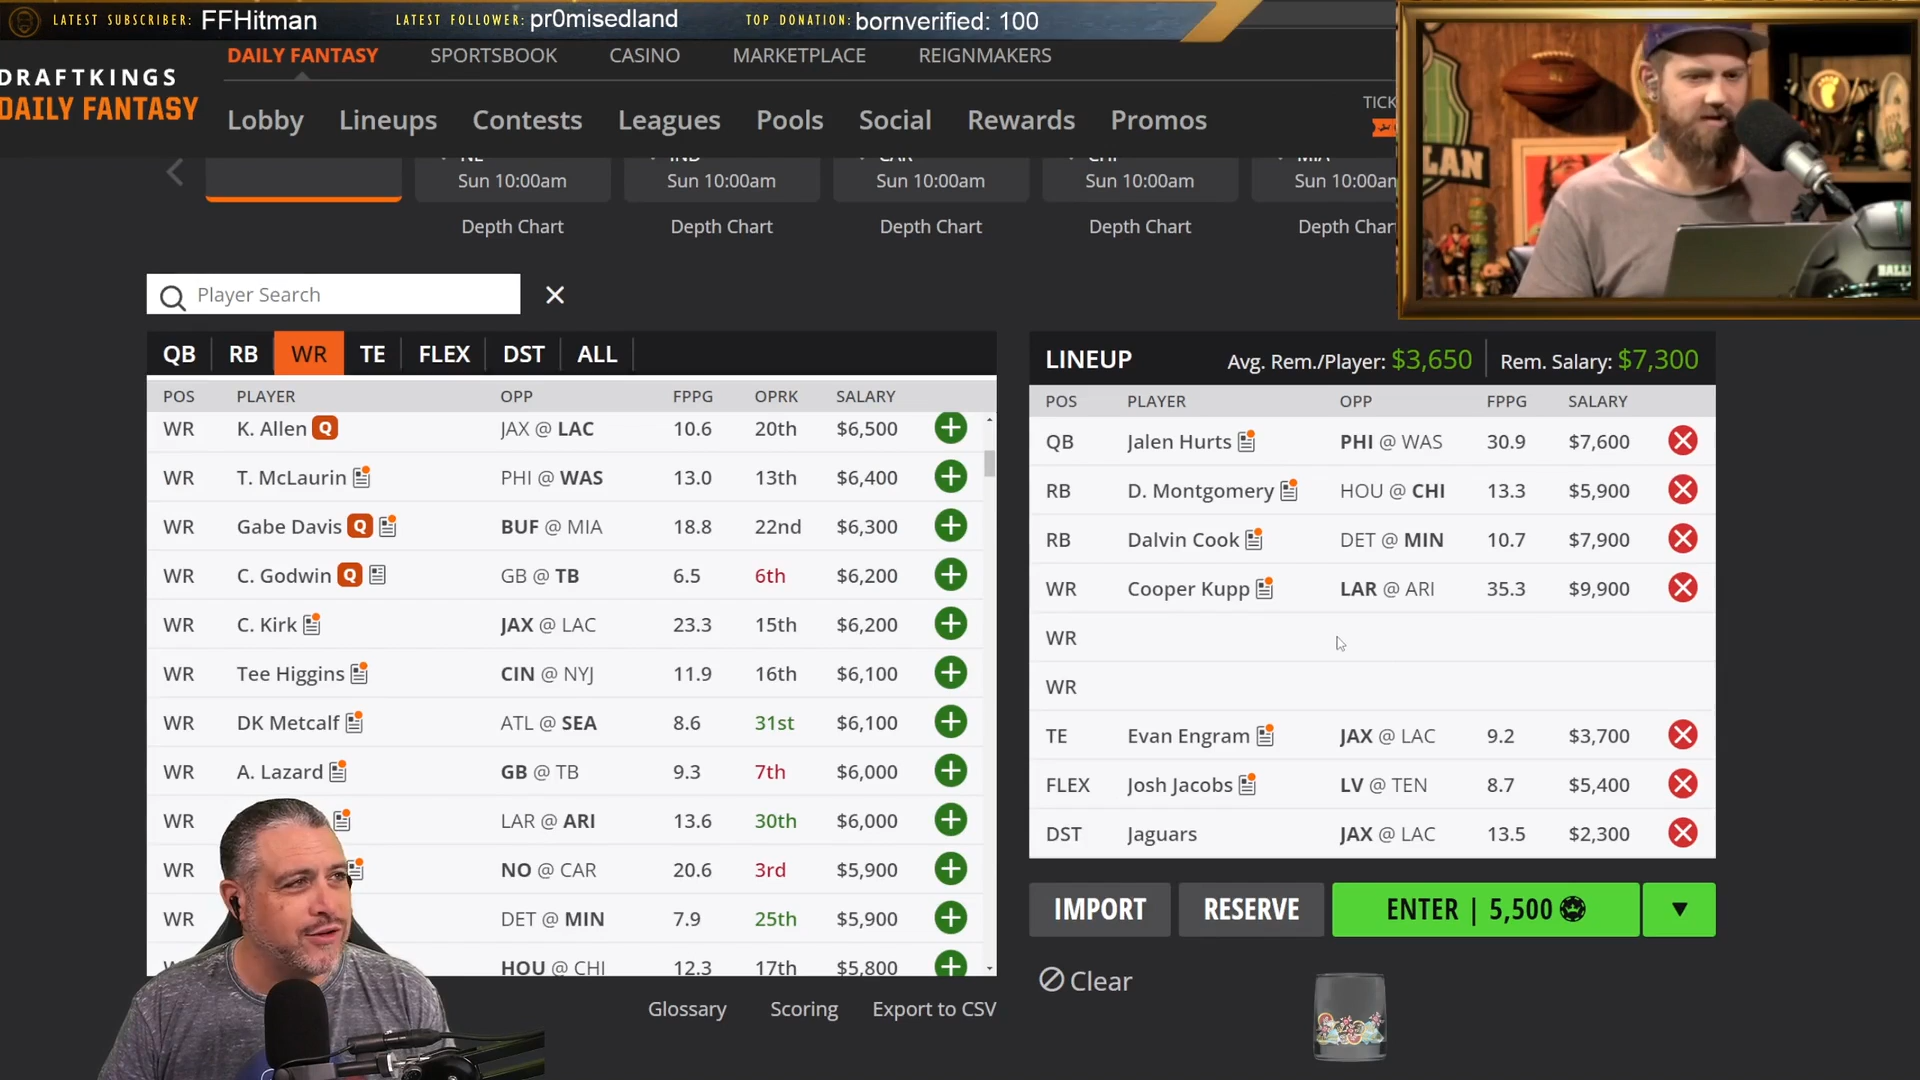 LATEST SUBSCRIBER: FFHitman LATEST FOLLOWER: pr0misedland TOP DONATION: bornverified: 100
DAILY FANTASY SPORTSBOOK CASINO MARKETPLACE REIGNMAKERS
DRAFTKINGS
DAILY FANTASY
Lobby Lineups Contests Leagues Pools Social Rewards Promos
TICK
NE IND CAR CHI MIA
Sun 10:00am Sun 10:00am Sun 10:00am Sun 10:00am Sun 10:00am
Depth Chart Depth Chart Depth Chart Depth Chart Depth Char
Player Search
QB RB WR TE FLEX DST ALL
POS PLAYER OPP FPPG OPRK SALARY
WR K. Allen Q JAX @ LAC 10.6 20th $6,500
WR T. McLaurin PHI @ WAS 13.0 13th $6,400
WR Gabe Davis Q BUF @ MIA 18.8 22nd $6,300
WR C. Godwin Q GB @ TB 6.5 6th $6,200
WR C. Kirk JAX @ LAC 23.3 15th $6,200
WR Tee Higgins CIN @ NYJ 11.9 16th $6,100
WR DK Metcalf ATL @ SEA 8.6 31st $6,100
WR A. Lazard GB @ TB 9.3 7th $6,000
WR LAR @ ARI 13.6 30th $6,000
WR NO @ CAR 20.6 3rd $5,900
WR DET @ MIN 7.9 25th $5,900
HOU @ CHI 12.3 17th $5,800
Glossary Scoring Export to CSV
LINEUP Avg. Rem./Player: $3,650 Rem. Salary: $7,300
POS PLAYER OPP FPPG SALARY
QB Jalen Hurts PHI @ WAS 30.9 $7,600
RB D. Montgomery HOU @ CHI 13.3 $5,900
RB Dalvin Cook DET @ MIN 10.7 $7,900
WR Cooper Kupp LAR @ ARI 35.3 $9,900
WR
WR
TE Evan Engram JAX @ LAC 9.2 $3,700
FLEX Josh Jacobs LV @ TEN 8.7 $5,400
DST Jaguars JAX @ LAC 13.5 $2,300
IMPORT RESERVE ENTER | 5,500
Clear
LAN
BALL